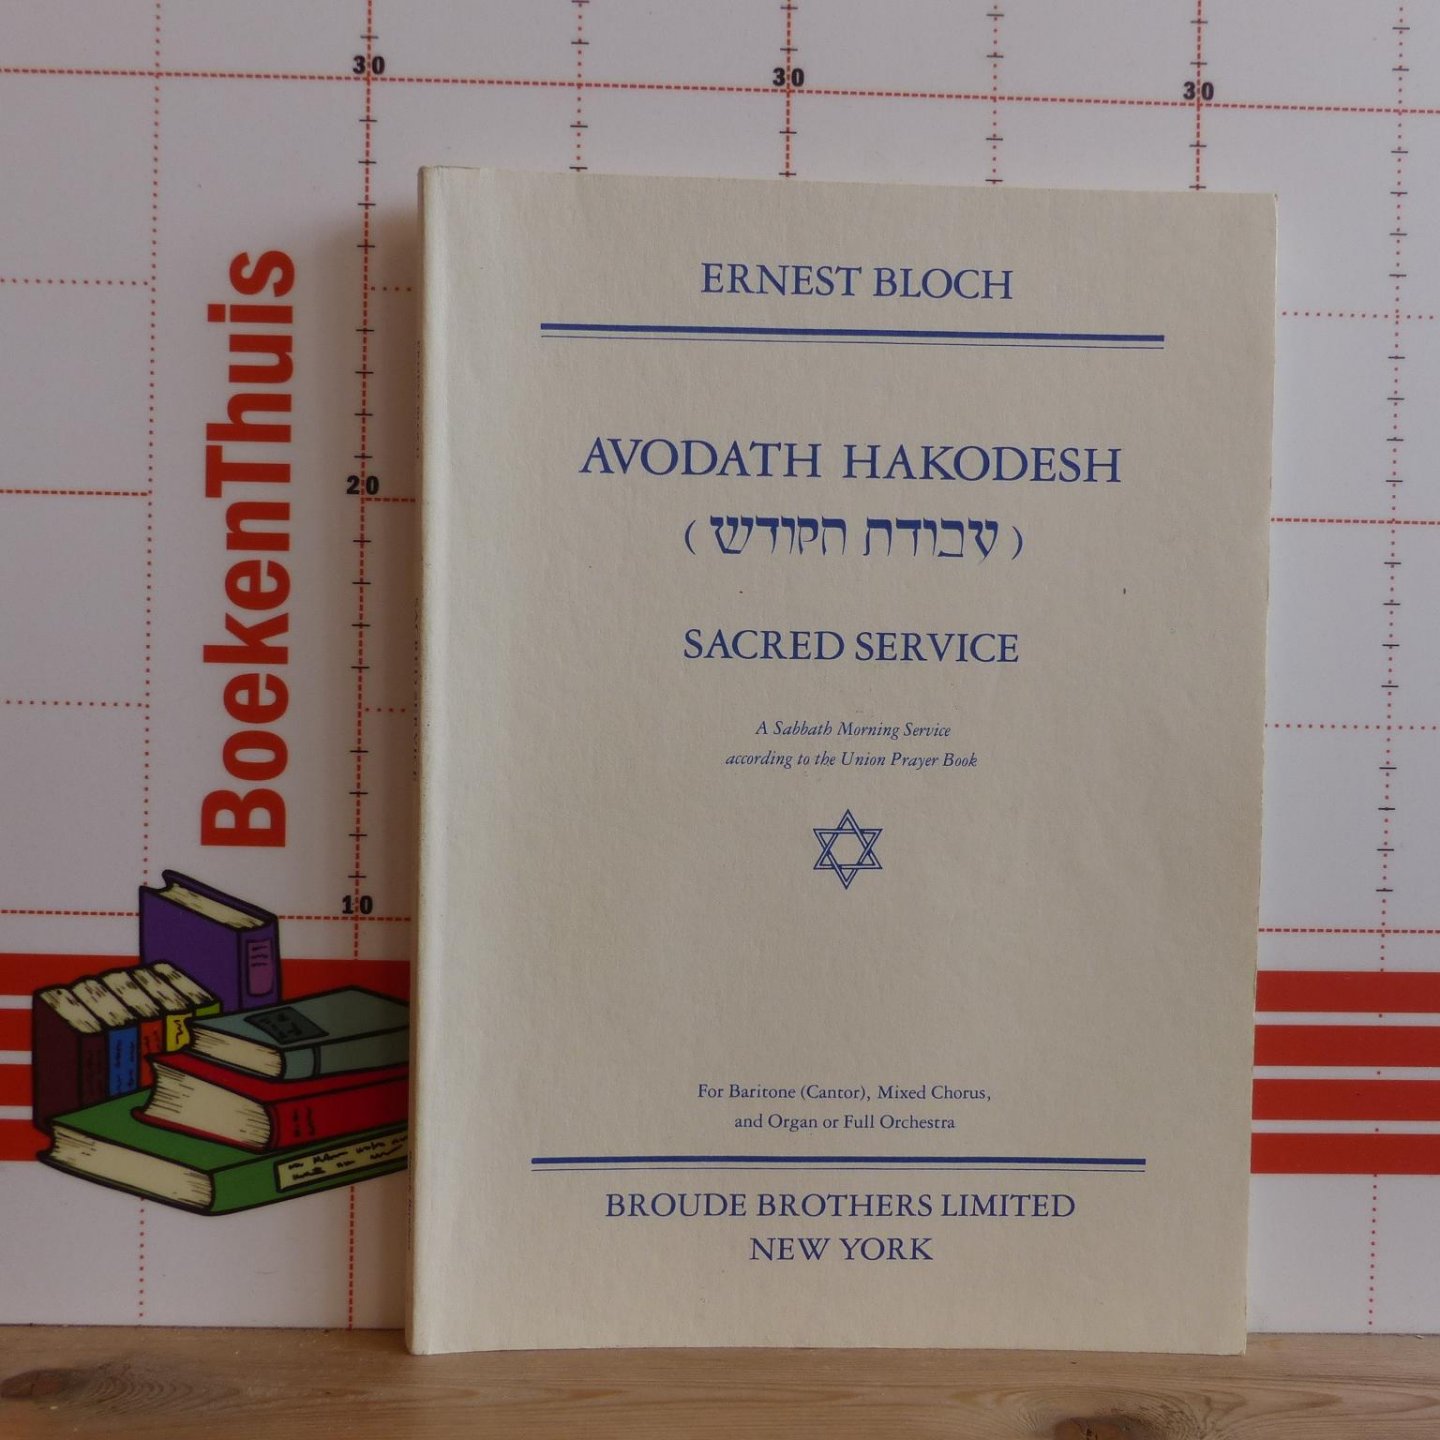 30
30
30
20
10
BoekenThuis
ERNEST BLOCH
AVODATH HAKODESH
(עבודת הקודש)
SACRED SERVICE
A Sabbath Morning Service
according to the Union Prayer Book
For Baritone (Cantor), Mixed Chorus,
and Organ or Full Orchestra
BROUDE BROTHERS LIMITED
NEW YORK